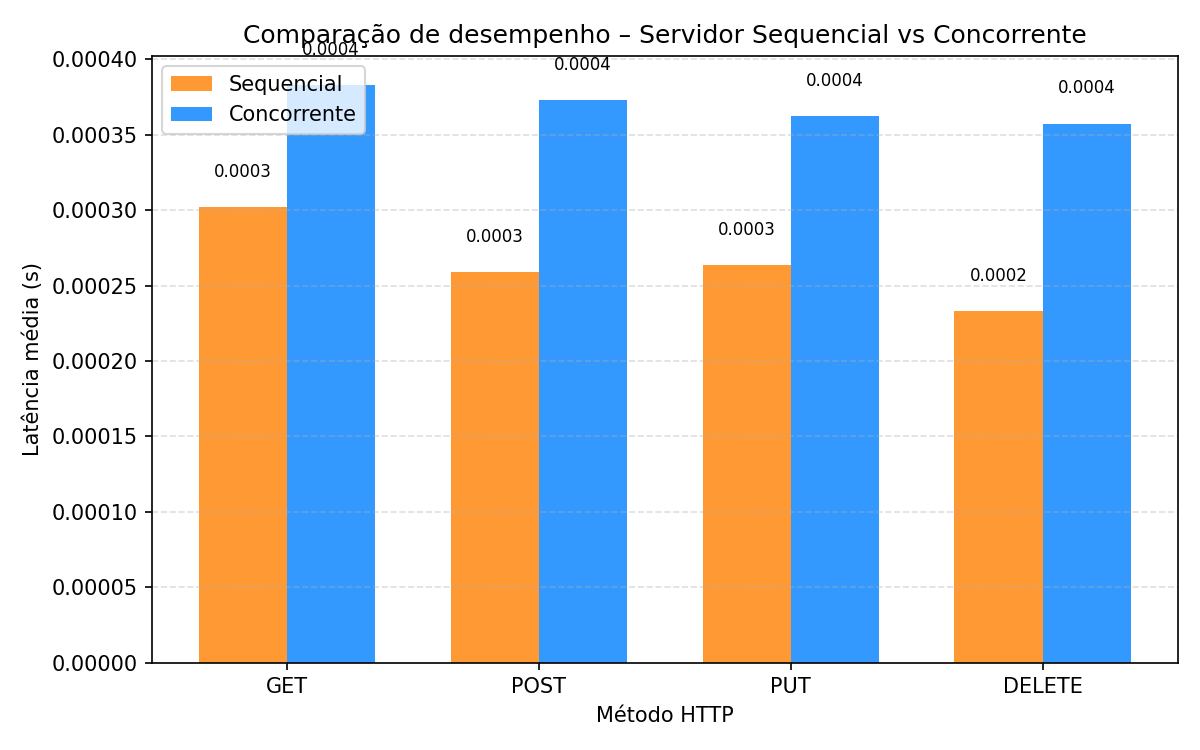 Comparação de desempenho – Servidor Sequencial vs Concorrente
0.0004
0.0004
0.0004
0.0004
0.0003
0.0003
0.0003
0.0002
Sequencial
Concorrente
0.00040
0.00035
0.00030
0.00025
0.00020
0.00015
0.00010
0.00005
0.00000
Latência média (s)
GET
POST
PUT
DELETE
Método HTTP